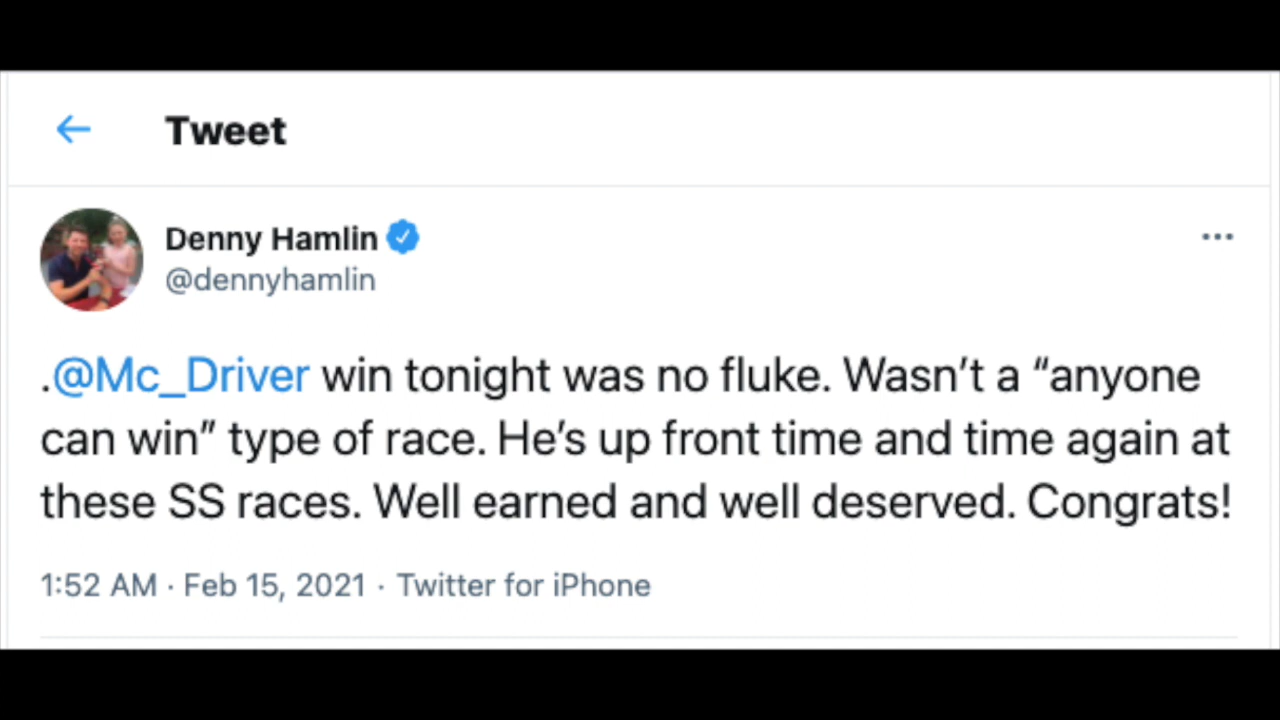 Tweet
Denny Hamlin
@dennyhamlin
.@Mc_Driver win tonight was no fluke. Wasn’t a “anyone
can win” type of race. He’s up front time and time again at
these SS races. Well earned and well deserved. Congrats!
1:52 AM · Feb 15, 2021 · Twitter for iPhone